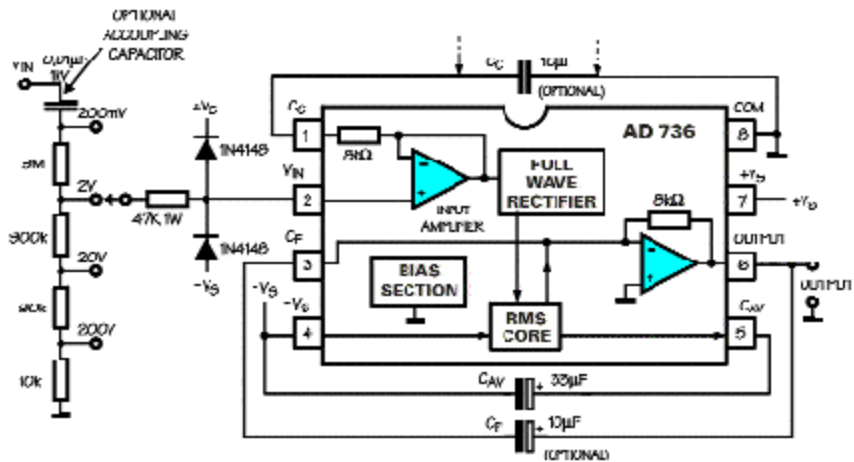 OPTIONAL
ACCOUPLING
CAPACITOR
VIN
200mV
2V
900k
20V
200V
10k
47K,1W
+VS
1N4148
1N4148
-VS
CC
10µ
(OPTIONAL)
CC
1
8kΩ
VIN
2
INPUT
AMPLIFIER
CF
3
-VS
-VS
4
BIAS
SECTION
FULL
WAVE
RECTIFIER
RMS
CORE
AD 736
COM
8
+VS
7
+VS
8kΩ
OUTPUT
6
OUTPUT
CAV
5
CAV
+
33µF
CF
+
10µF
(OPTIONAL)